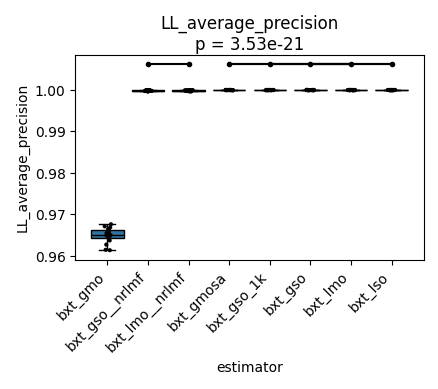 LL_average_precision
p = 3.53e-21
LL_average_precision
1.00
0.99
0.98
0.97
0.96
bxt_gmo
bxt_gso__nrlmf
bxt_lmo__nrlmf
bxt_gmosa
bxt_gso_1k
bxt_gso
bxt_lmo
bxt_lso
estimator